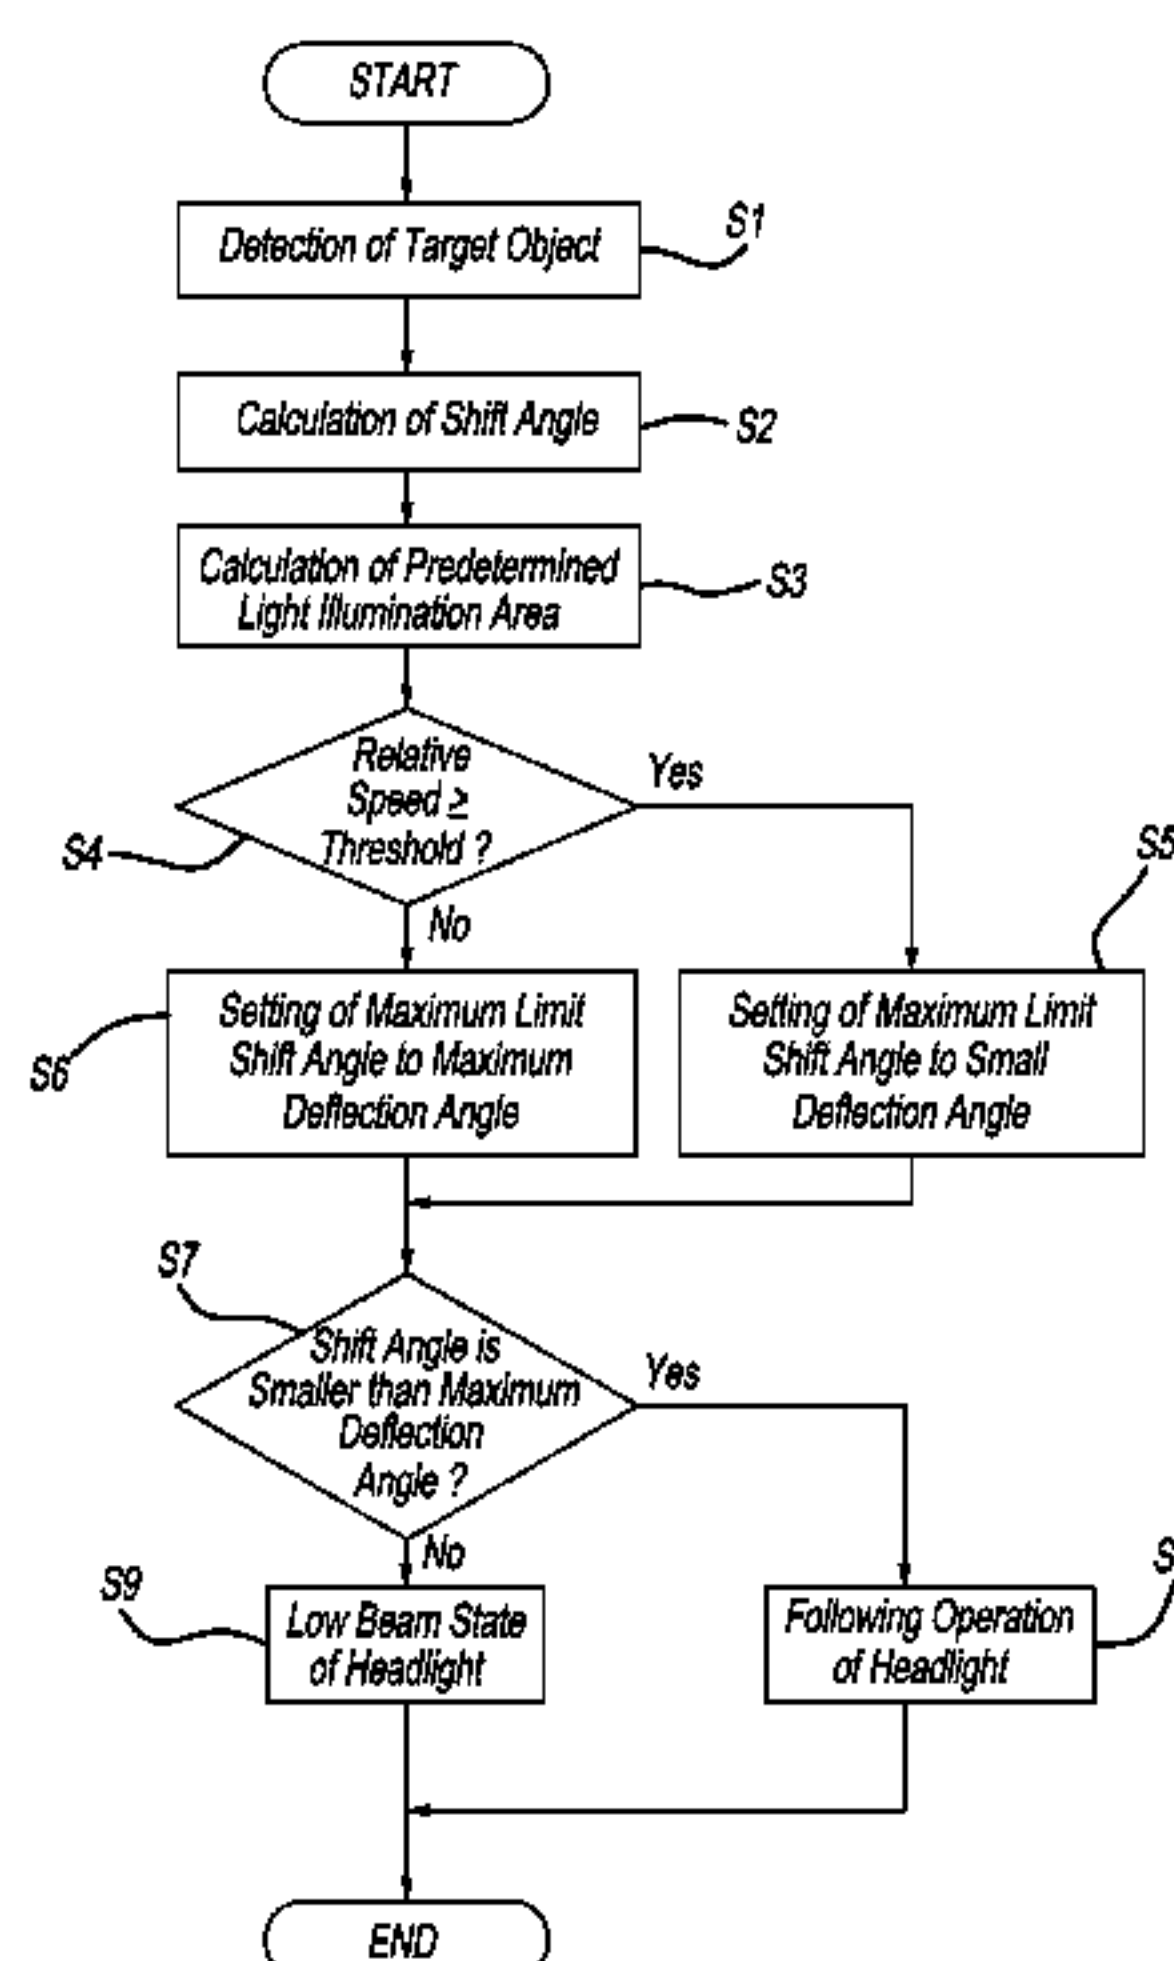 START
Detection of Target Object
S1
Calculation of Shift Angle
S2
Calculation of Predetermined
Light Illumination Area
S3
Relative
Speed ≥
Threshold ?
Yes
S4
No
S5
Setting of Maximum Limit
Shift Angle to Maximum
Deflection Angle
S6
Setting of Maximum Limit
Shift Angle to Small
Deflection Angle
S7
Shift Angle is
Smaller than Maximum
Deflection
Angle ?
Yes
No
S9
Low Beam State
of Headlight
Following Operation
of Headlight
S
END